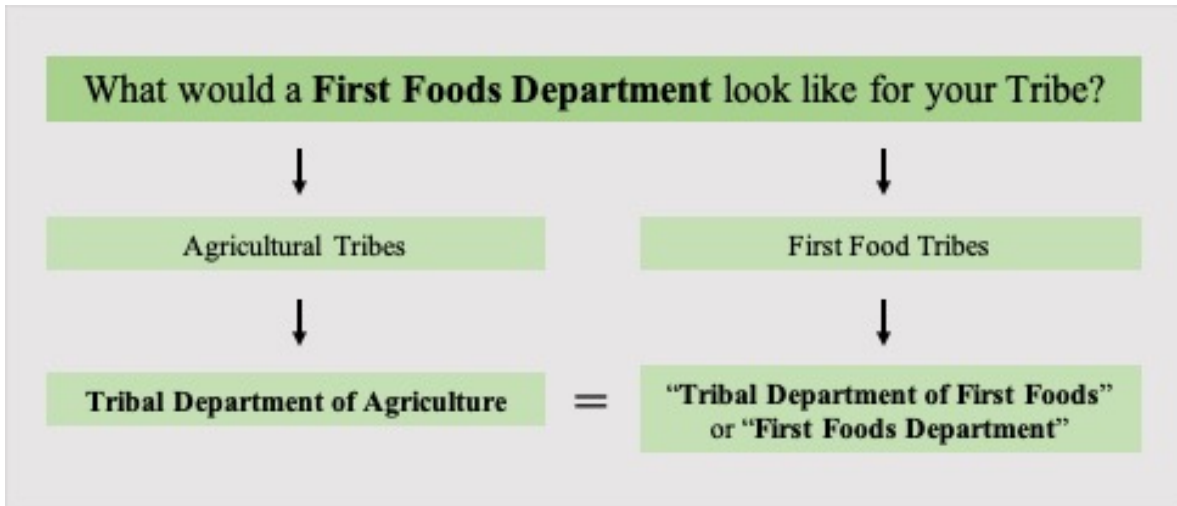 What would a First Foods Department look like for your Tribe?
Agricultural Tribes
First Food Tribes
Tribal Department of Agriculture
=
“Tribal Department of First Foods”
or “First Foods Department”